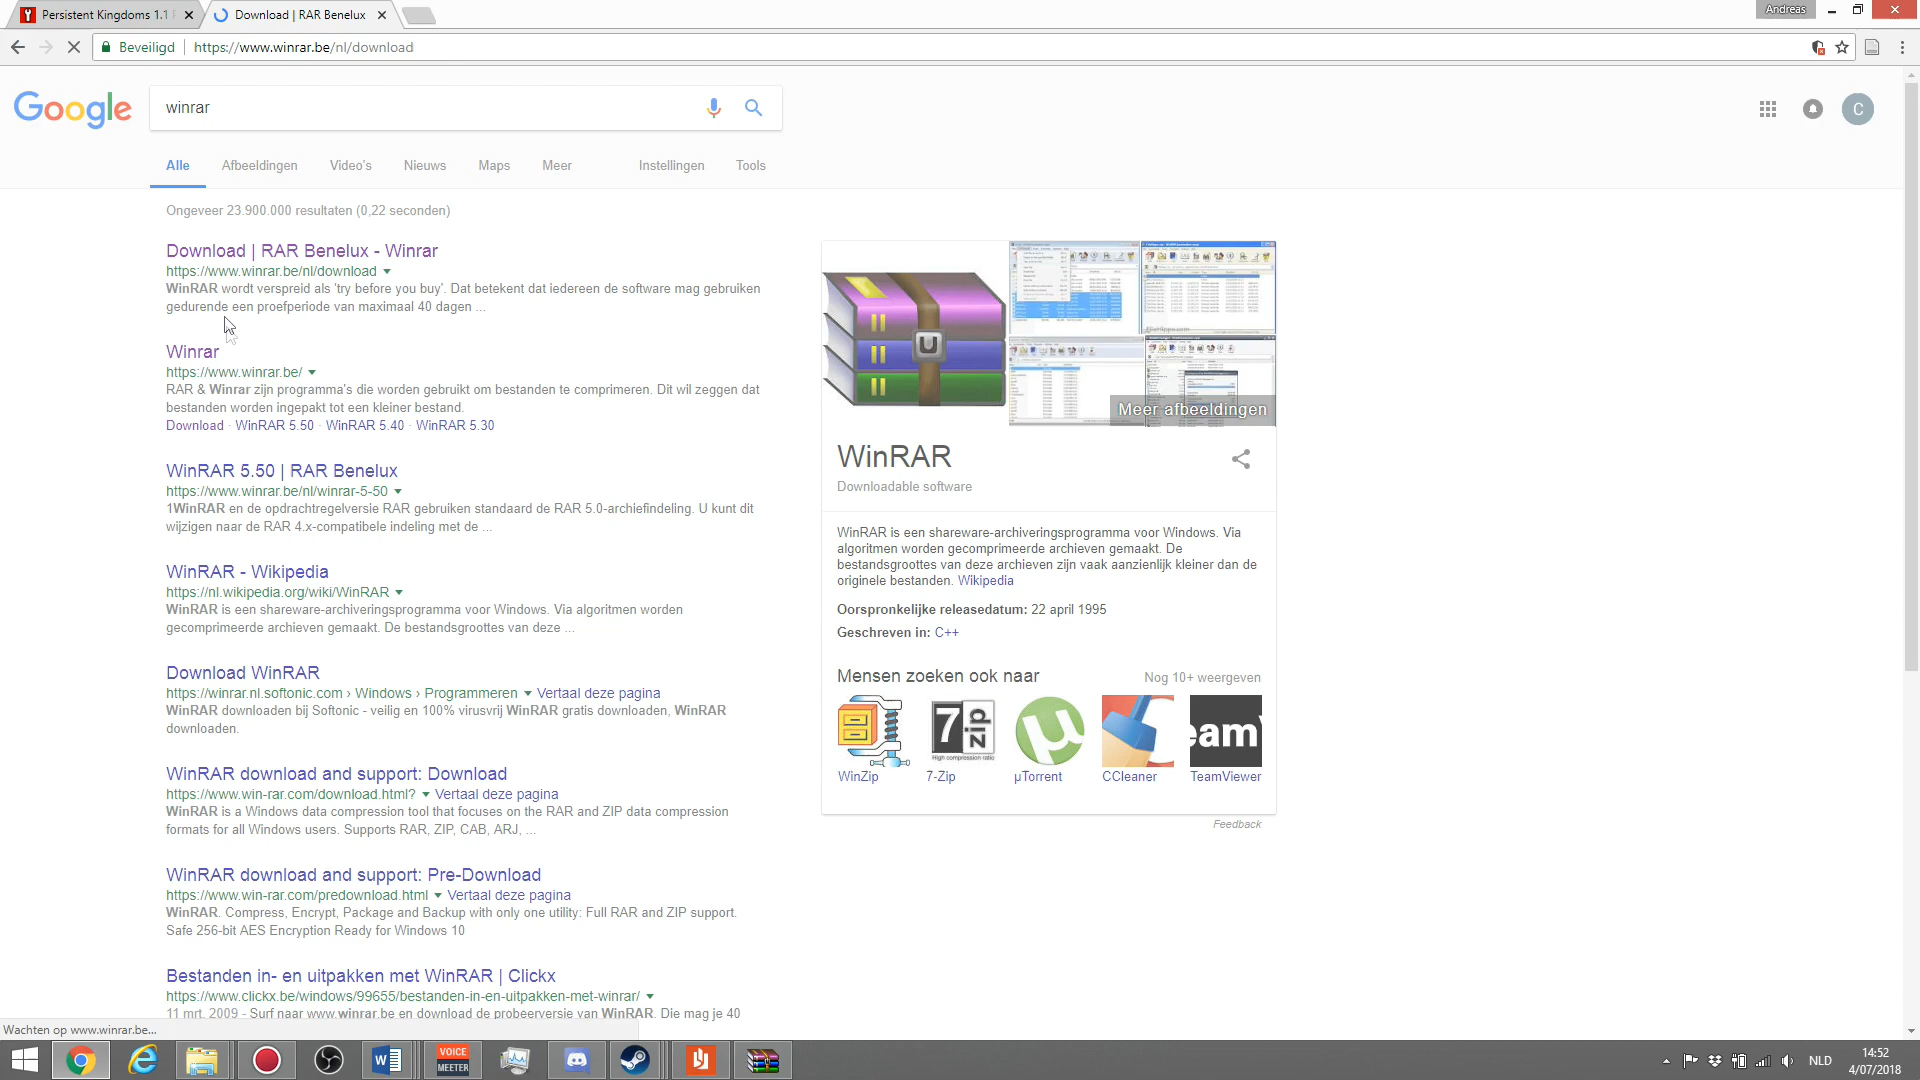 Persistent Kingdoms 1.1
Download | RAR Benelux
Andreas
Beveiligd
https://www.winrar.be/nl/download
Google
winrar
C
Alle
Afbeeldingen
Video's
Nieuws
Maps
Meer
Instellingen
Tools
Ongeveer 23.900.000 resultaten (0,22 seconden)
Download | RAR Benelux - Winrar
https://www.winrar.be/nl/download
WinRAR wordt verspreid als 'try before you buy'. Dat betekent dat iedereen de software mag gebruiken
gedurende een proefperiode van maximaal 40 dagen ...
Winrar
https://www.winrar.be/
RAR & Winrar zijn programma's die worden gebruikt om bestanden te comprimeren. Dit wil zeggen dat
bestanden worden ingepakt tot een kleiner bestand.
Download · WinRAR 5.50 · WinRAR 5.40 · WinRAR 5.30
WinRAR 5.50 | RAR Benelux
https://www.winrar.be/nl/winrar-5-50
1WinRAR en de opdrachtregelversie RAR gebruiken standaard de RAR 5.0-archiefindeling. U kunt dit
wijzigen naar de RAR 4.x-compatibele indeling met de ...
WinRAR - Wikipedia
https://nl.wikipedia.org/wiki/WinRAR
WinRAR is een shareware-archiveringsprogramma voor Windows. Via algoritmen worden
gecomprimeerde archieven gemaakt. De bestandsgroottes van deze ...
Download WinRAR
https://winrar.nl.softonic.com › Windows › Programmeren Vertaal deze pagina
WinRAR downloaden bij Softonic - veilig en 100% virusvrij WinRAR gratis downloaden, WinRAR
downloaden.
WinRAR download and support: Download
https://www.win-rar.com/download.html? Vertaal deze pagina
WinRAR is a Windows data compression tool that focuses on the RAR and ZIP data compression
formats for all Windows users. Supports RAR, ZIP, CAB, ARJ, ...
WinRAR download and support: Pre-Download
https://www.win-rar.com/predownload.html Vertaal deze pagina
WinRAR. Compress, Encrypt, Package and Backup with only one utility: Full RAR and ZIP support.
Safe 256-bit AES Encryption Ready for Windows 10
Bestanden in- en uitpakken met WinRAR | Clickx
https://www.clickx.be/windows/99655/bestanden-in-en-uitpakken-met-winrar/
11 mrt. 2009 - Surf naar www.winrar.be en download de probeerversie van WinRAR. Die mag je 40
Meer afbeeldingen
WinRAR
Downloadable software
WinRAR is een shareware-archiveringsprogramma voor Windows. Via
algoritmen worden gecomprimeerde archieven gemaakt. De
bestandsgroottes van deze archieven zijn vaak aanzienlijk kleiner dan de
originele bestanden. Wikipedia
Oorspronkelijke releasedatum: 22 april 1995
Geschreven in: C++
Mensen zoeken ook naar
Nog 10+ weergeven
7 zip
High compression ratio
µ
eam
WinZip
7-Zip
µTorrent
CCleaner
TeamViewer
Feedback
Wachten op www.winrar.be...
VOICE
MEETER
NLD
14:52
4/07/2018